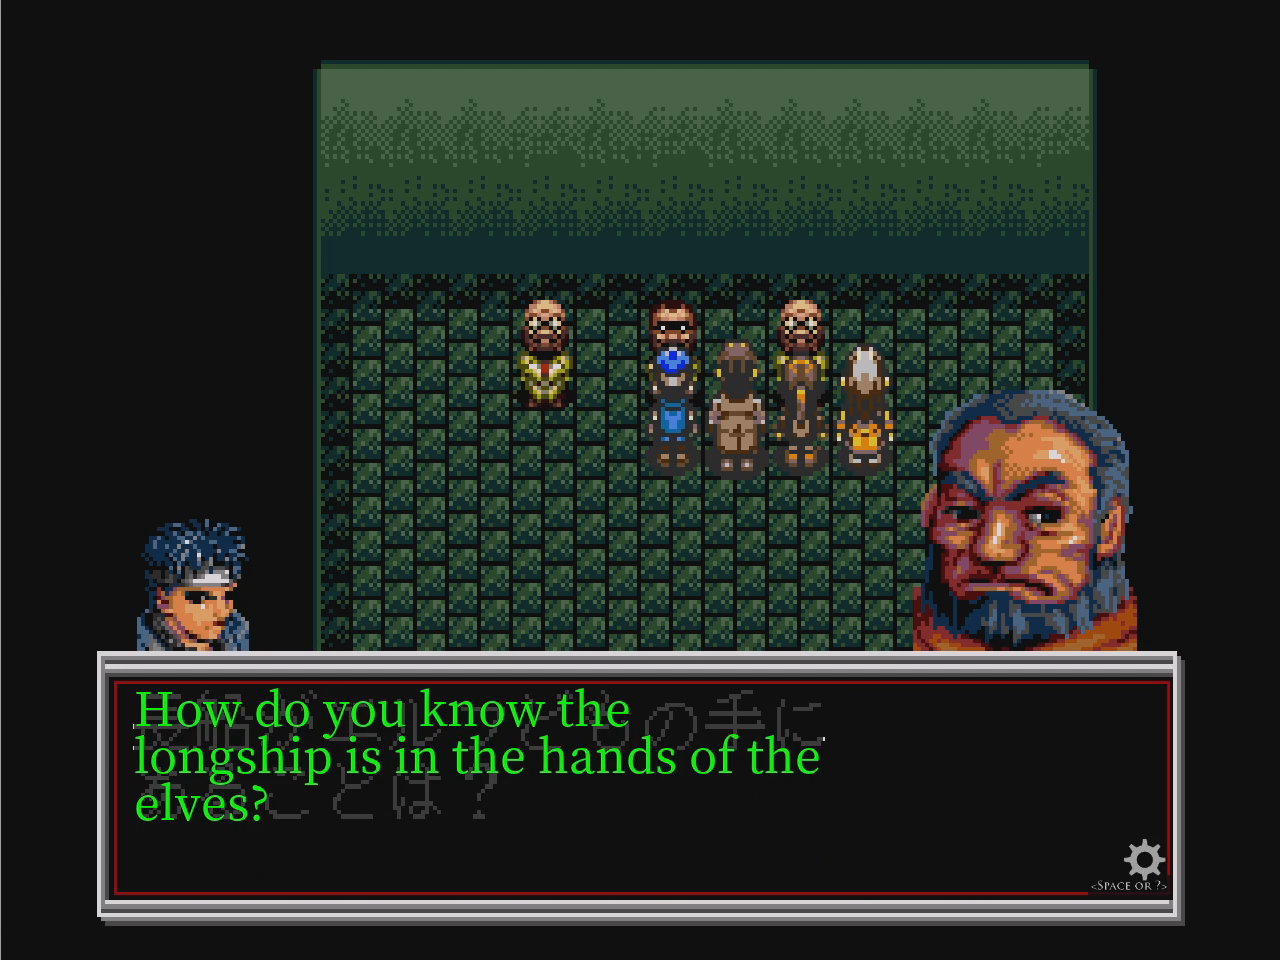 How do you know the
longship is in the hands of the
elves?
<Space or ?>